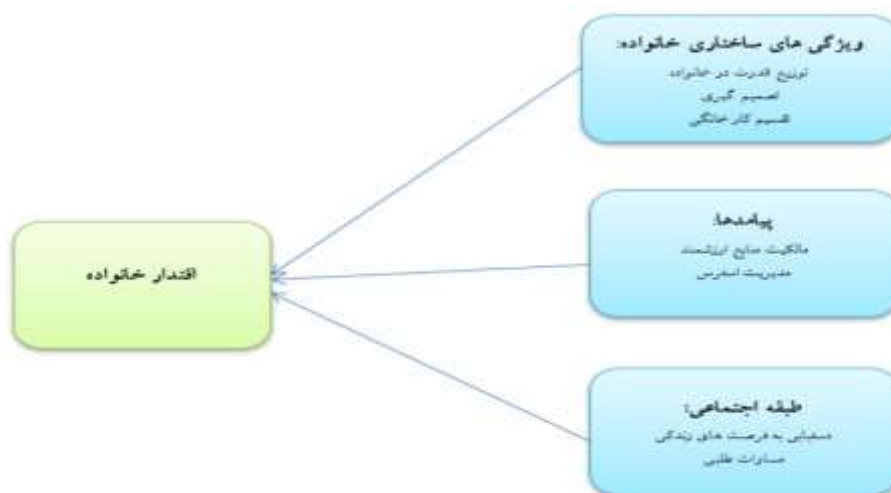 ویژگی های ساختاری خانواده:
توزیع قدرت در خانواده
تصمیم گیری
تقسیم کار خانگی
پیامدها:
مالکیت منابع ارزشمند
مدیریت استرس
اقتدار خانواده
طبقه اجتماعی:
دستیابی به فرصت های زندگی
مساوات طلبی